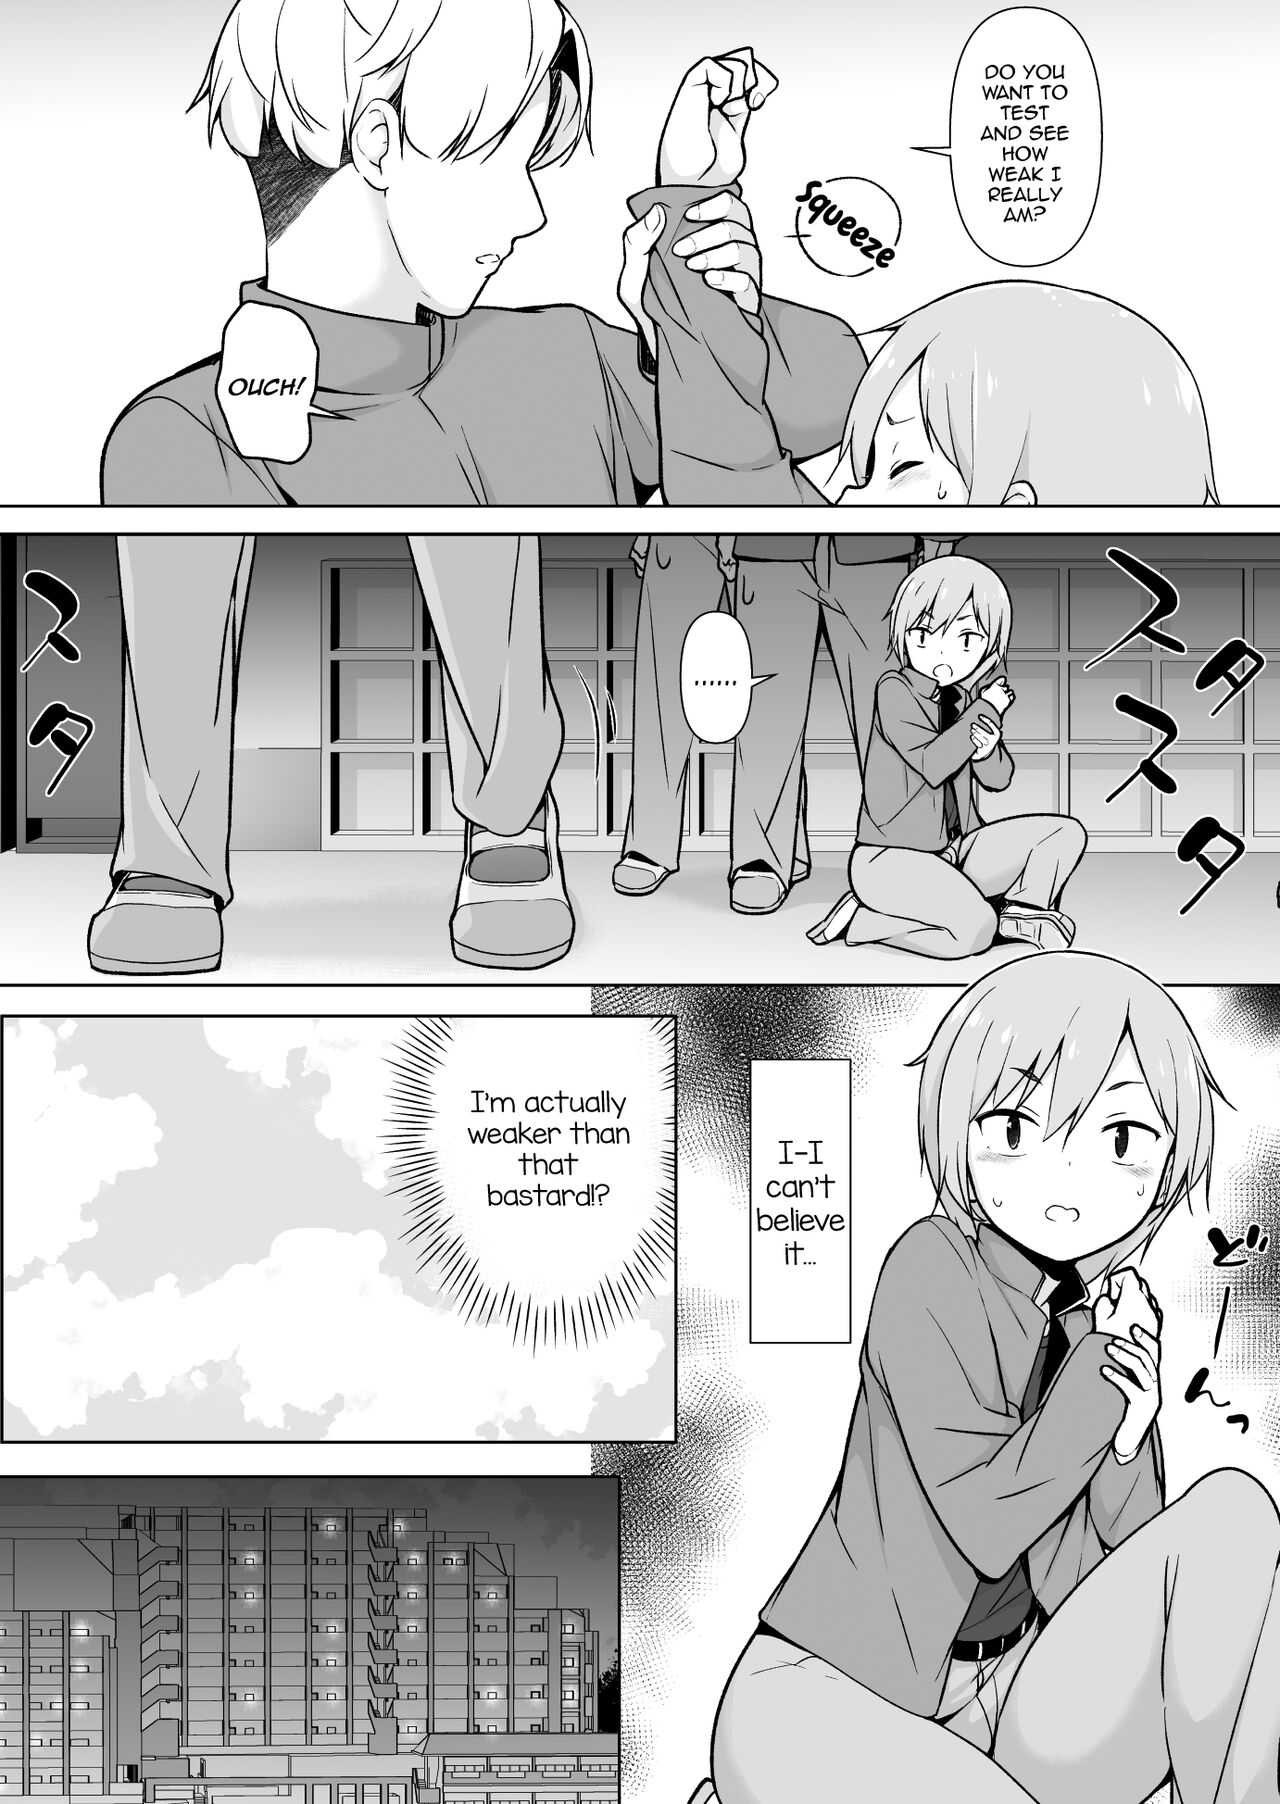 DO YOU
WANT TO
TEST
AND SEE
HOW
WEAK I
REALLY
AM?
Squeeze
OUCH!
スタ
スタ
......
スタ
I-I
can't
believe
it...
どーんっ
I'm actually
weaker than
that
bastard!?